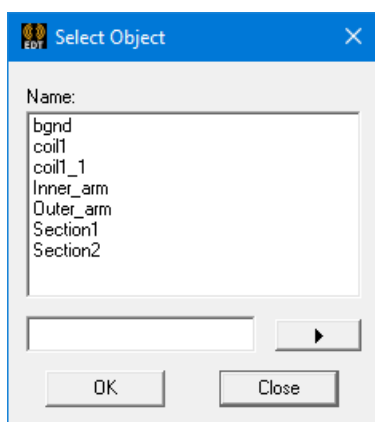 EDT
Select Object
Name:
bgnd
coil1
coil1_1
Inner_arm
Outer_arm
Section1
Section2
OK
Close